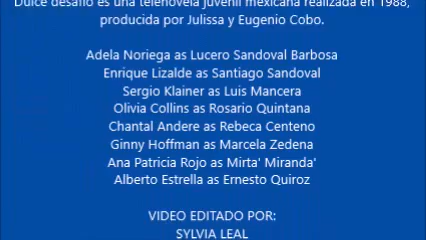 Dulce desafío es una telenovela juvenil mexicana realizada en 1988,
producida por Julissa y Eugenio Cobo.
Adela Noriega as Lucero Sandoval Barbosa
Enrique Lizalde as Santiago Sandoval
Sergio Klainer as Luis Mancera
Olivia Collins as Rosario Quintana
Chantal Andere as Rebeca Centeno
Ginny Hoffman as Marcela Zedena
Ana Patricia Rojo as Mirta' Miranda'
Alberto Estrella as Ernesto Quiroz
VIDEO EDITADO POR:
SYLVIA LEAL